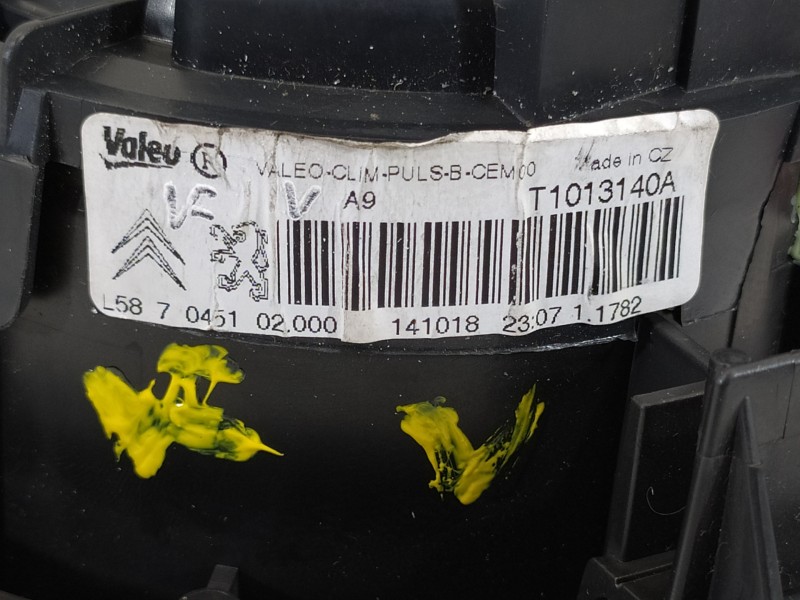 Valeo R VALEO-CLIM-PULS-B-CEM00 Made in CZ
V V A9 T1013140A
L58 7 0451 02.000 141018 23:07 1.1782